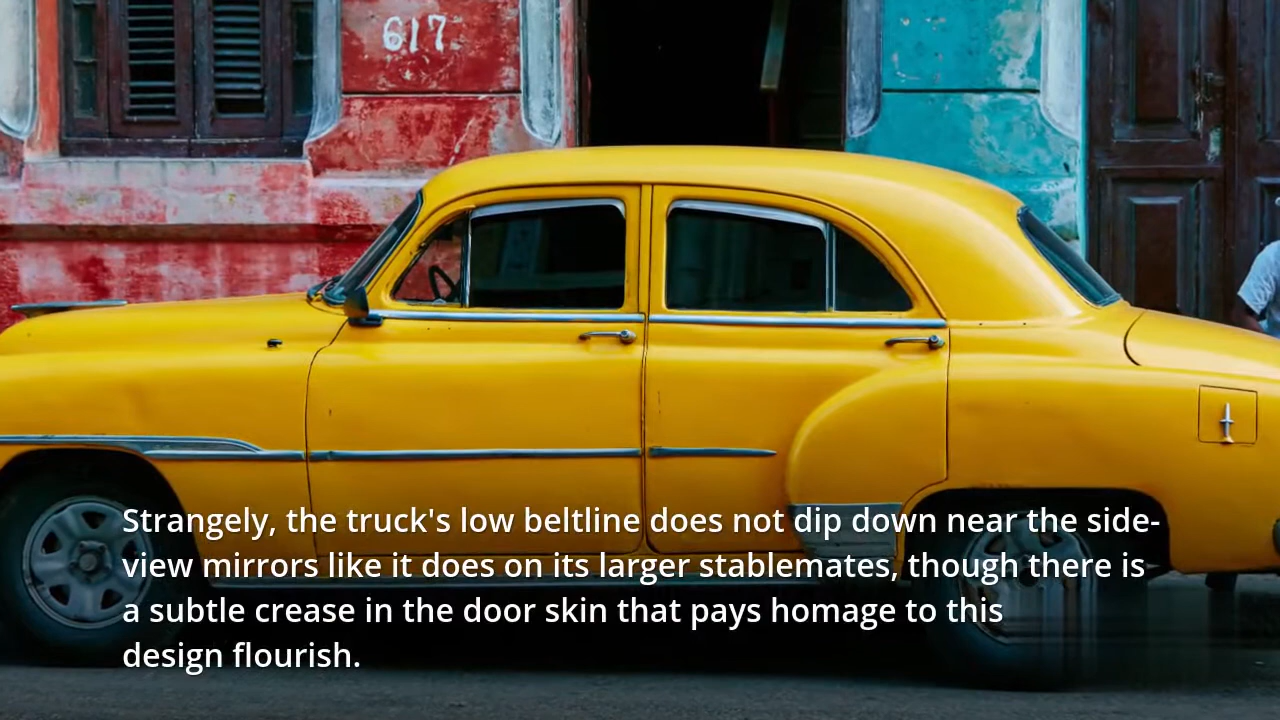 617
Strangely, the truck's low beltline does not dip down near the side-
view mirrors like it does on its larger stablemates, though there is
a subtle crease in the door skin that pays homage to this
design flourish.